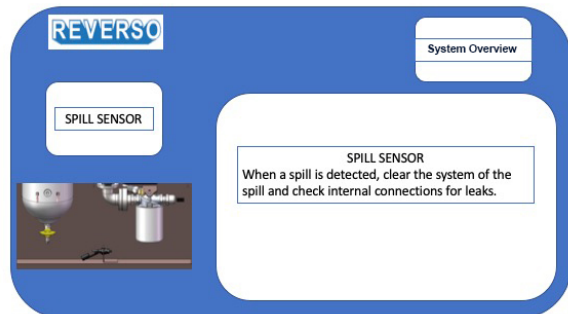 REVERSO
System Overview
SPILL SENSOR
SPILL SENSOR
When a spill is detected, clear the system of the
spill and check internal connections for leaks.